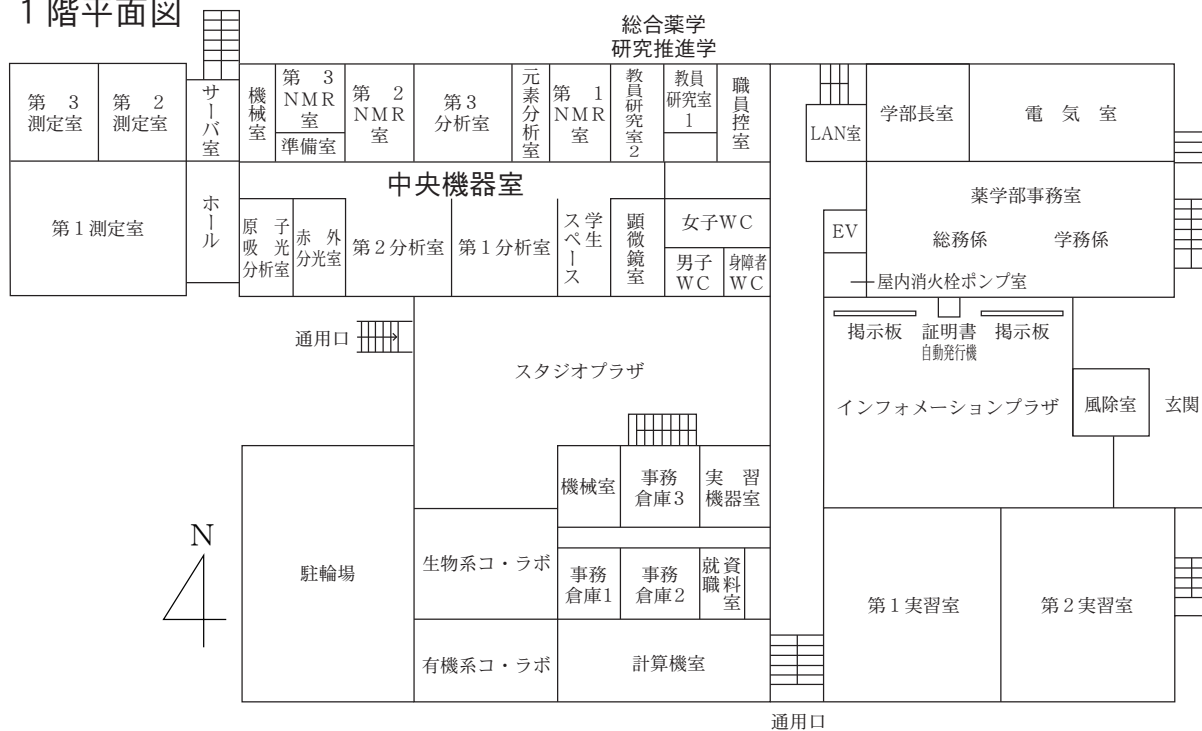 1階平面図
総合薬学
研究推進学
第 3
測定室
第 2
測定室
サーバ室
機械室
第 3
NMR
室
準備室
第 2
NMR
室
第3
分析室
元素分析室
第 1
NMR
室
教員研究室2
教員
研究室
1
職員控室
LAN室
学部長室
電 気 室
中央機器室
第1測定室
ホール
原 子
吸 光
分析室
赤 外
分光室
第2分析室
第1分析室
学生
スペース
顕微鏡室
女子WC
男子
WC
身障者
WC
EV
薬学部事務室
総務係
学務係
屋内消火栓ポンプ室
通用口
スタジオプラザ
掲示板
証明書
自動発行機
掲示板
インフォメーションプラザ
風除室
玄関
機械室
事務
倉庫3
実 習
機器室
N
駐輪場
生物系コ・ラボ
事務
倉庫1
事務
倉庫2
就職
資料室
第1実習室
第2実習室
有機系コ・ラボ
計算機室
通用口